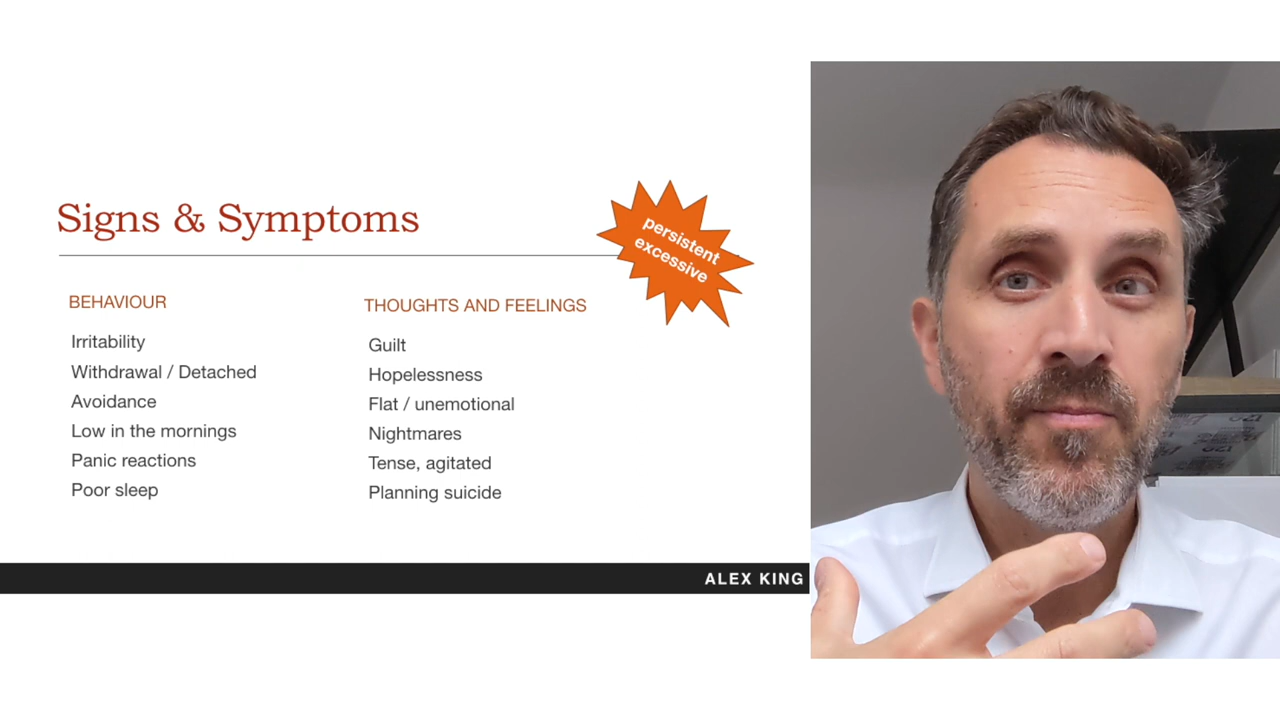 Signs & Symptoms
persistent
excessive
BEHAVIOUR
Irritability
Withdrawal / Detached
Avoidance
Low in the mornings
Panic reactions
Poor sleep
THOUGHTS AND FEELINGS
Guilt
Hopelessness
Flat / unemotional
Nightmares
Tense, agitated
Planning suicide
ALEX KING